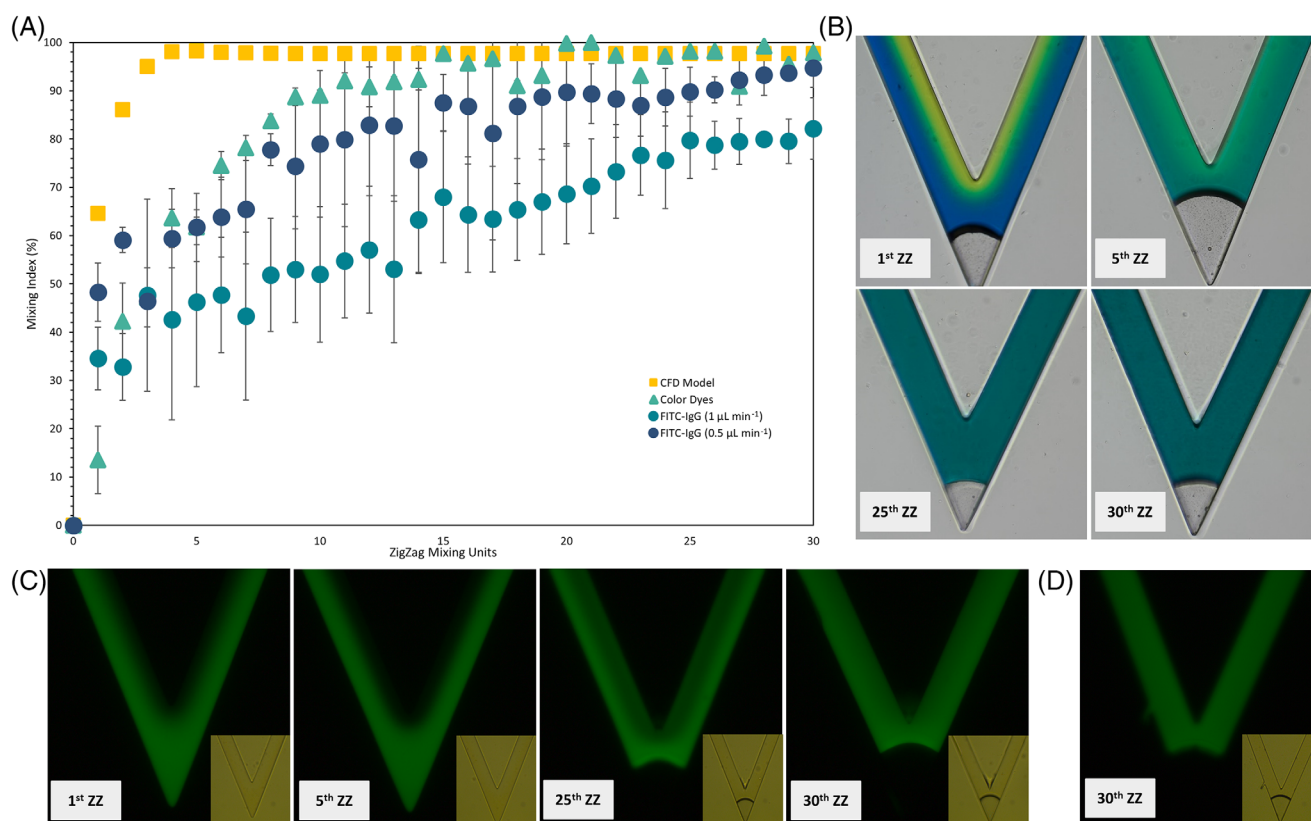 (A)
100
90
80
70
60
50
40
30
20
10
0
Mixing Index (%)
0
5
10
15
20
25
30
ZigZag Mixing Units
CFD Model
Color Dyes
FITC-IgG (1 µL min⁻¹)
FITC-IgG (0.5 µL min⁻¹)
(B)
1st ZZ
5th ZZ
25th ZZ
30th ZZ
(C)
1st ZZ
5th ZZ
25th ZZ
30th ZZ
(D)
30th ZZ